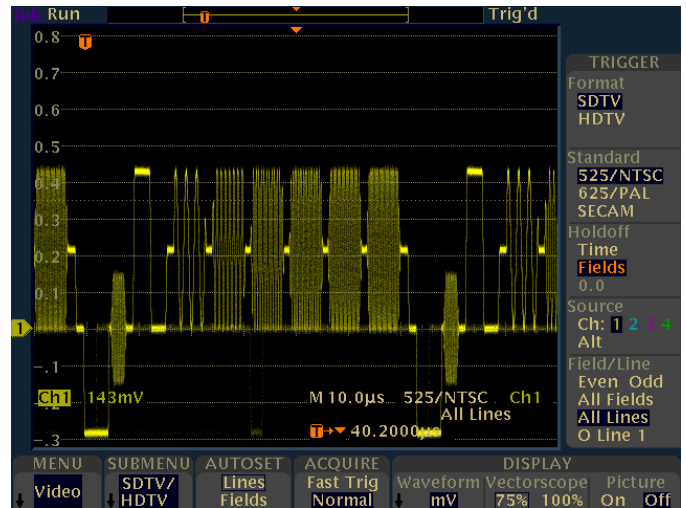 Tek Run Trig'd
T
0.8
T
0.7
0.6
0.5
0.4
0.3
0.2
0.1
1
-.1
Ch1 143mV M 10.0µs 525/NTSC Ch1
All Lines
T 40.2000µs
-.3
TRIGGER
Format
SDTV
HDTV
Standard
525/NTSC
625/PAL
SECAM
Holdoff
Time
Fields
0.0
Source
Ch: 1 2 3 4
Alt
Field/Line
Even Odd
All Fields
All Lines
O Line 1
MENU SUBMENU AUTOSET ACQUIRE DISPLAY
Video
SDTV/
HDTV
Lines
Fields
Fast Trig
Normal
Waveform
mV
Vectorscope
75% 100%
Picture
On Off